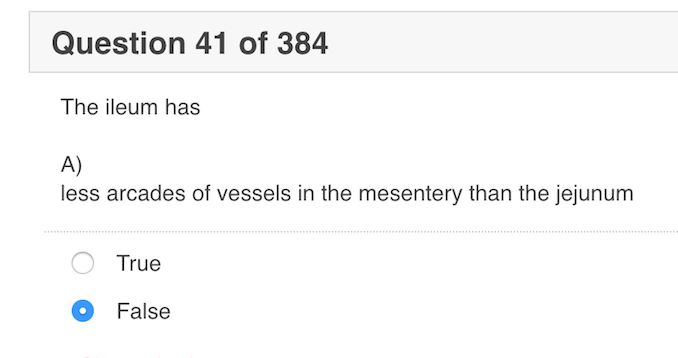 Question 41 of 384
The ileum has
A)
less arcades of vessels in the mesentery than the jejunum
True
False